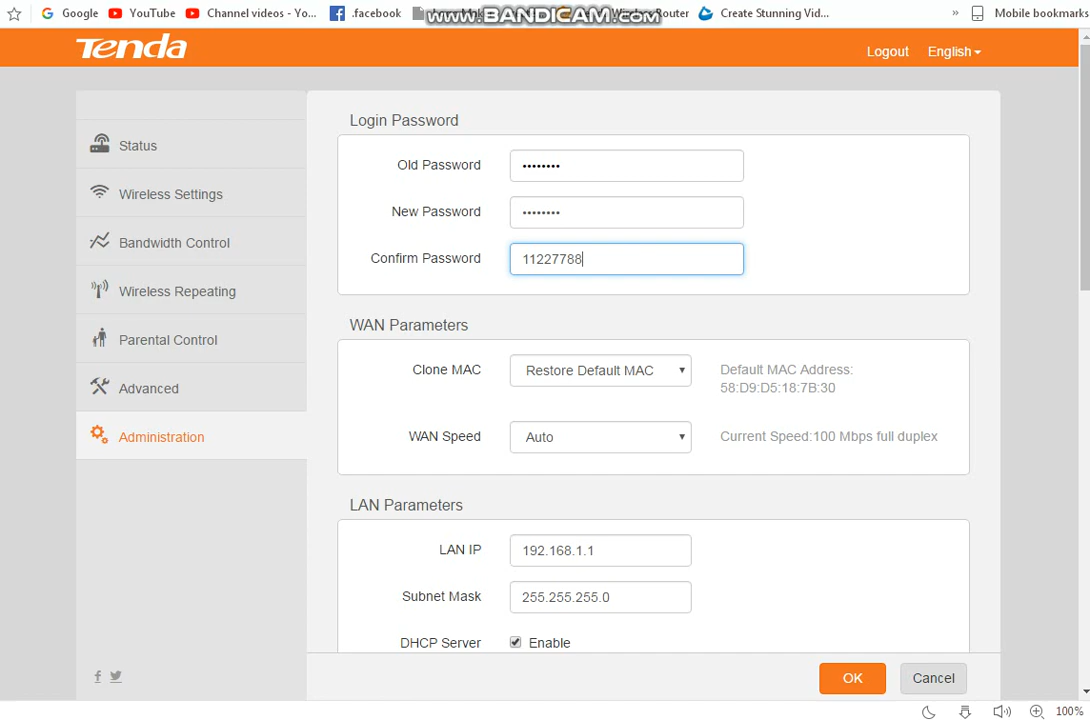 Google YouTube Channel videos - Yo... .facebook Router Create Stunning Vid... » Mobile bookmarks
www.BANDICAM.com
Tenda
Logout English
Status
Wireless Settings
Bandwidth Control
Wireless Repeating
Parental Control
Advanced
Administration
Login Password
Old Password ••••••••
New Password ••••••••
Confirm Password 11227788
WAN Parameters
Clone MAC Restore Default MAC Default MAC Address:
58:D9:D5:18:7B:30
WAN Speed Auto Current Speed:100 Mbps full duplex
LAN Parameters
LAN IP 192.168.1.1
Subnet Mask 255.255.255.0
DHCP Server Enable
OK Cancel
100%